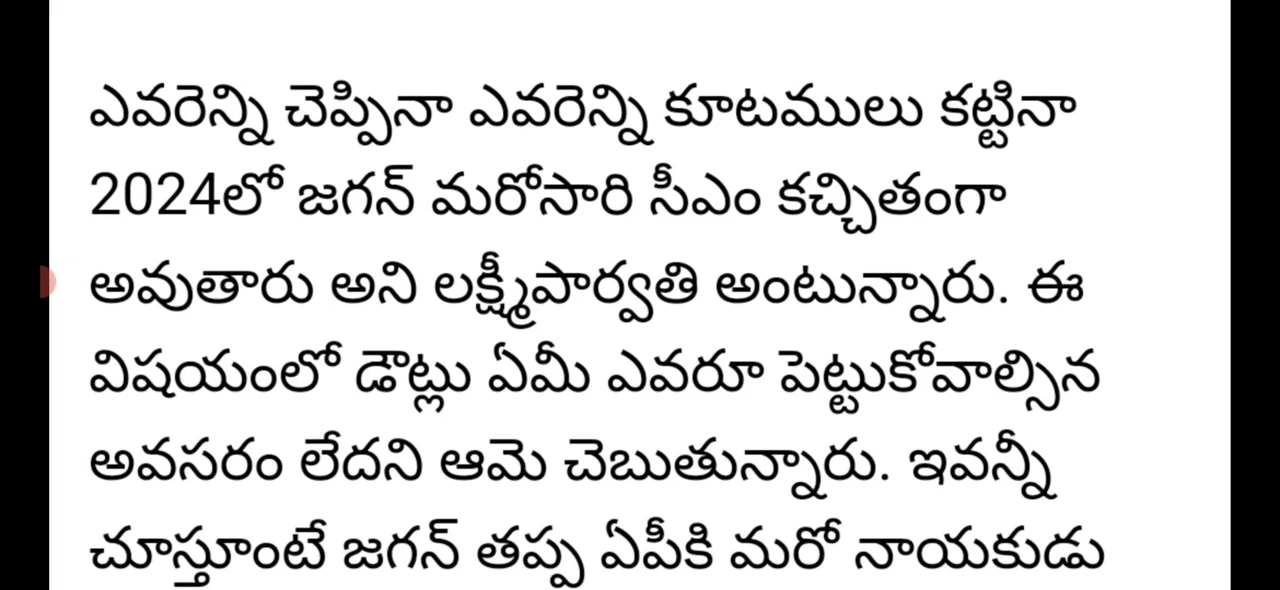 ఎవరెన్ని చెప్పినా ఎవరెన్ని కూటములు కట్టినా
2024లో జగన్ మరోసారి సీఎం కచ్చితంగా
అవుతారు అని లక్ష్మీపార్వతి అంటున్నారు. ఈ
విషయంలో డౌట్లు ఏమీ ఎవరూ పెట్టుకోవాల్సిన
అవసరం లేదని ఆమె చెబుతున్నారు. ఇవన్నీ
చూస్తూంటే జగన్ తప్ప ఏపీకి మరో నాయకుడు